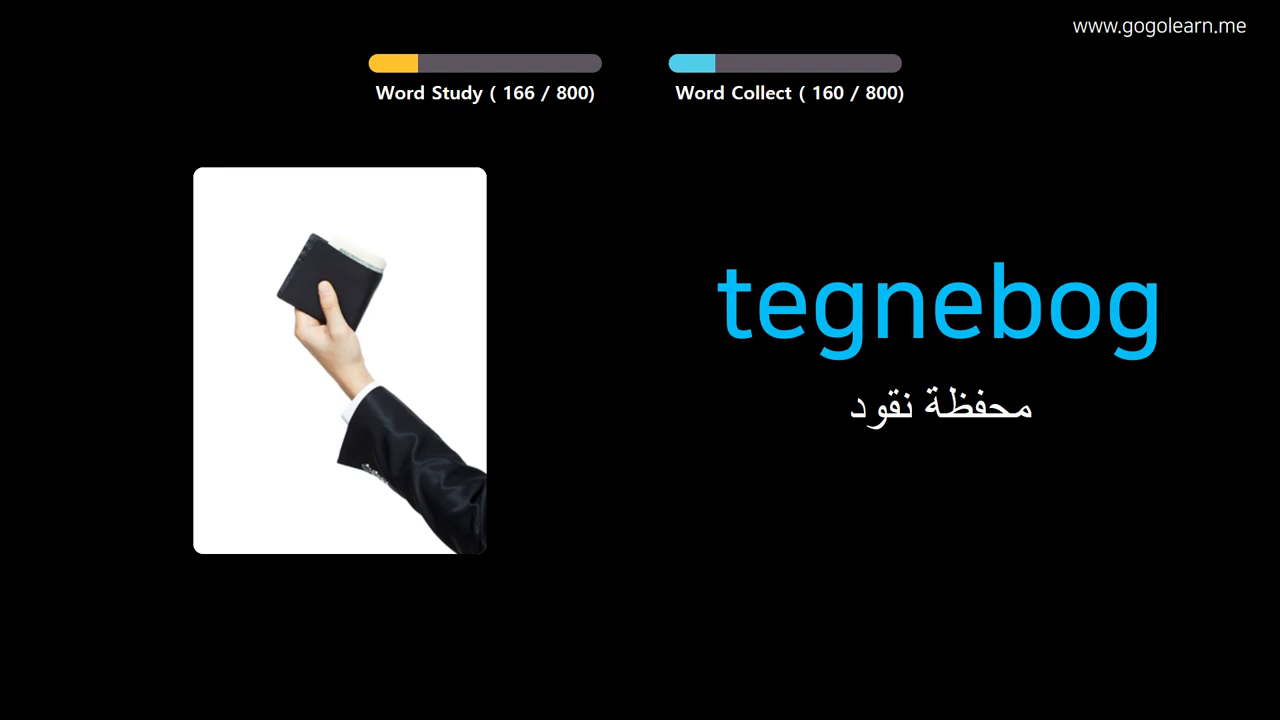 www.gogolearn.me
Word Study ( 166 / 800)
Word Collect ( 160 / 800)
tegnebog
محفظة نقود